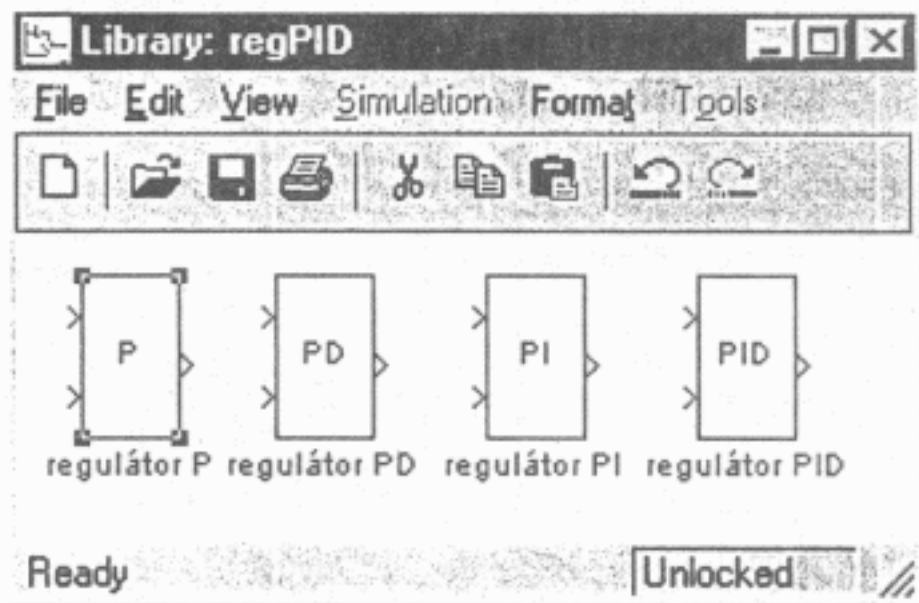 Library: regPID
File Edit View Simulation Format Tools
P PD PI PID
regulátor P regulátor PD regulátor PI regulátor PID
Ready Unlocked